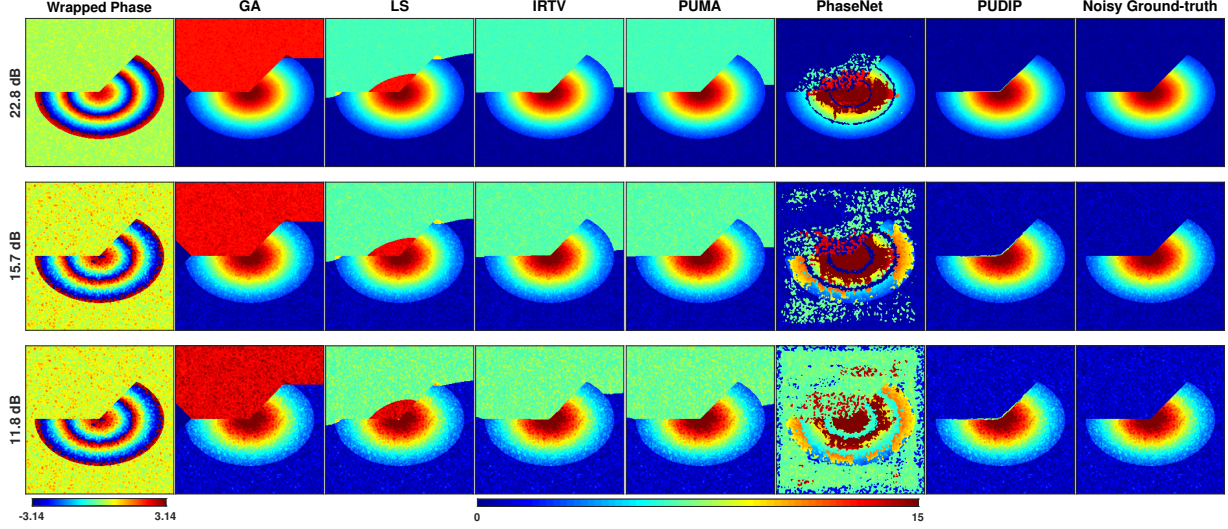 Wrapped Phase GA LS IRTV PUMA PhaseNet PUDIP Noisy Ground-truth
22.8 dB
15.7 dB
11.8 dB
-3.14 3.14 0 15